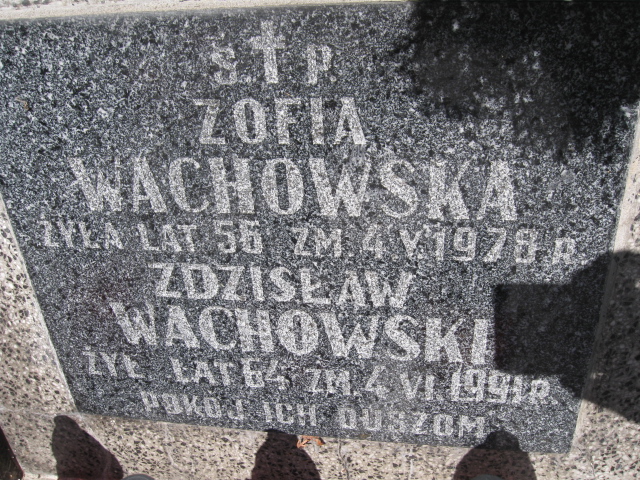 Ś. † P.
ZOFIA
WACHOWSKA
ŻYŁA LAT 56 ZM. 4 V. 1978 R.
ZDZISŁAW
WACHOWSKI
ŻYŁ LAT 64 ZM. 4 VI. 1991 R.
POKÓJ ICH DUSZOM